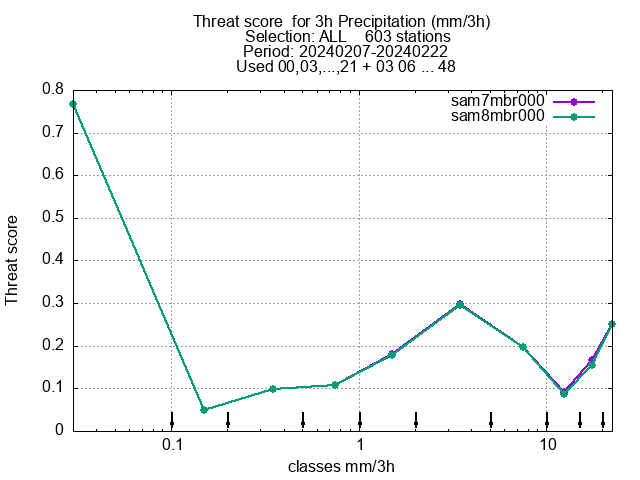 Threat score  for 3h Precipitation (mm/3h)
Selection: ALL    603 stations
Period: 20240207-20240222
Used 00,03,...,21 + 03 06 ... 48
sam7mbr000
sam8mbr000
0.8
0.7
0.6
0.5
0.4
0.3
0.2
0.1
0
Threat score
0.1 1 10
classes mm/3h